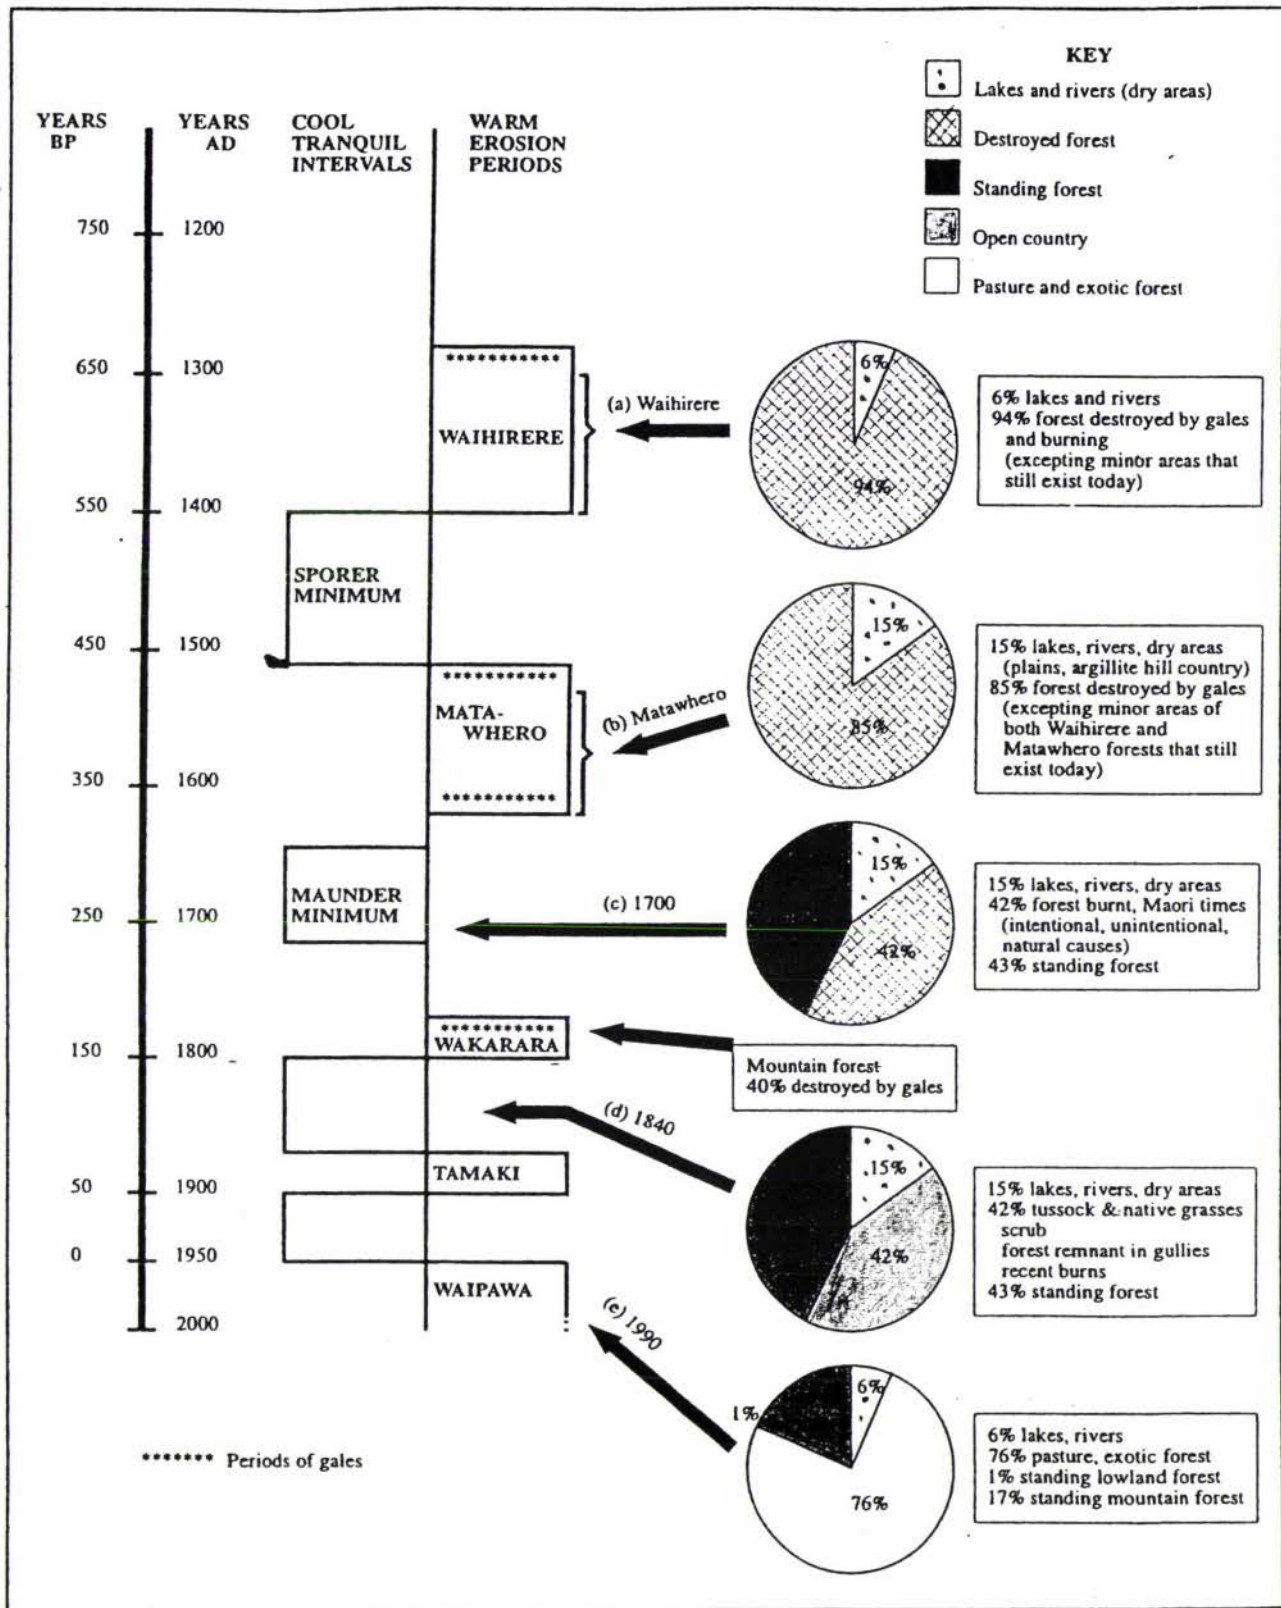 KEY
Lakes and rivers (dry areas)
Destroyed forest
Standing forest
Open country
Pasture and exotic forest
YEARS
BP
YEARS
AD
COOL
TRANQUIL
INTERVALS
WARM
EROSION
PERIODS
750
1200
650
1300
550
1400
450
1500
350
1600
250
1700
150
1800
50
1900
0
1950
2000
***********
WAIHIRERE
SPORER
MINIMUM
***********
MATA-
WHERO
***********
MAUNDER
MINIMUM
***********
WAKARARA
TAMAKI
WAIPAWA
(a) Waihirere
6%
94%
6% lakes and rivers
94% forest destroyed by gales
and burning
(excepting minor areas that
still exist today)
(b) Matawhero
15%
85%
15% lakes, rivers, dry areas
(plains, argillite hill country)
85% forest destroyed by gales
(excepting minor areas of
both Waihirere and
Matawhero forests that still
exist today)
(c) 1700
15%
42%
15% lakes, rivers, dry areas
42% forest burnt, Maori times
(intentional, unintentional,
natural causes)
43% standing forest
Mountain forest
40% destroyed by gales
(d) 1840
15%
42%
15% lakes, rivers, dry areas
42% tussock & native grasses
scrub
forest remnant in gullies
recent burns
43% standing forest
(e) 1990
6%
1%
76%
6% lakes, rivers
76% pasture, exotic forest
1% standing lowland forest
17% standing mountain forest
******* Periods of gales